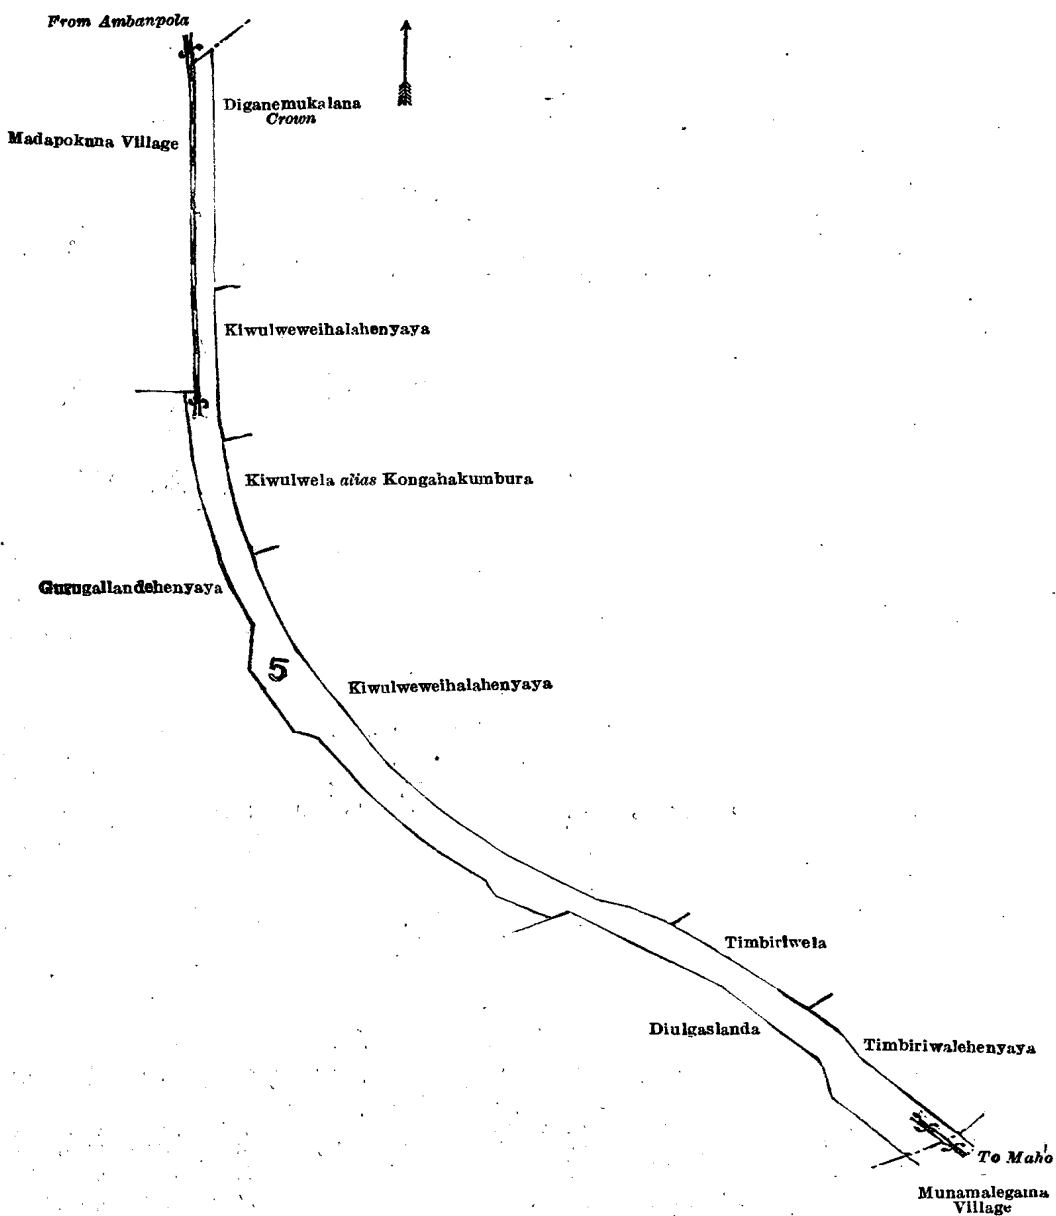 From Ambanpola
Diganemukalana
Crown
Madapokuna Village
Kiwulweweihalahenyaya
Kiwulwela alias Kongahakumbura
Gurugallandehenyaya
5
Kiwulweweihalahenyaya
Timbiriwela
Diulgaslanda
Timbiriwalehenyaya
To Maho
Munamalegama
Village